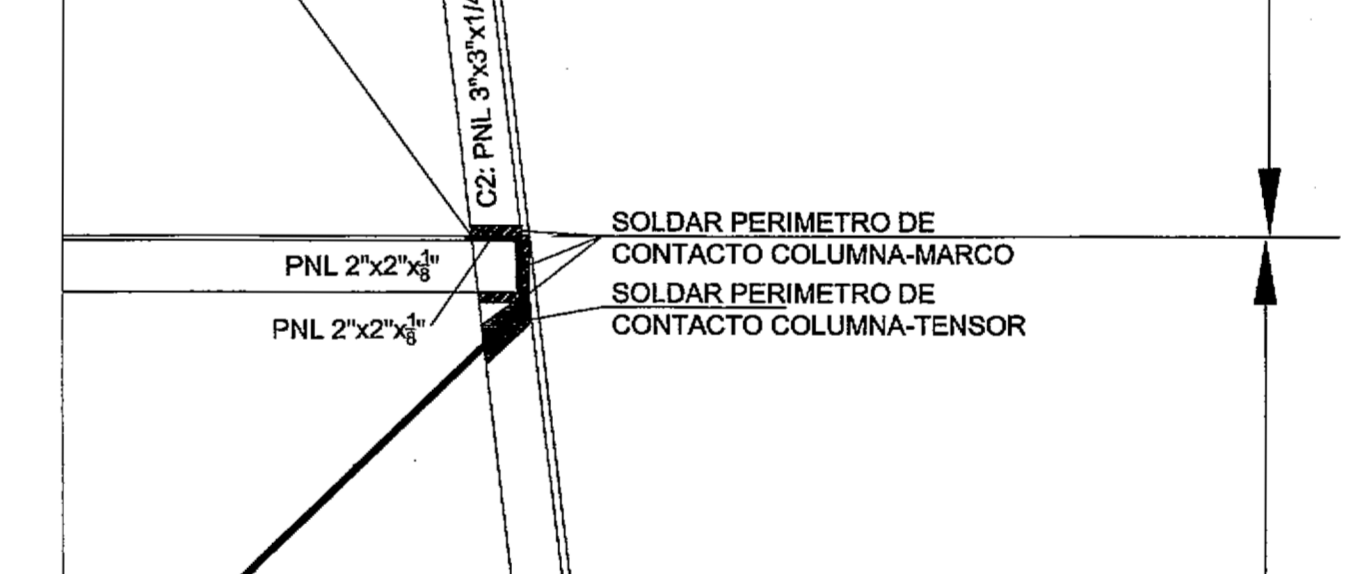 C2: PNL 3"x3"x1/4
SOLDAR PERIMETRO DE
CONTACTO COLUMNA-MARCO
PNL 2"x2"x1/8"
SOLDAR PERIMETRO DE
CONTACTO COLUMNA-TENSOR
PNL 2"x2"x1/8"